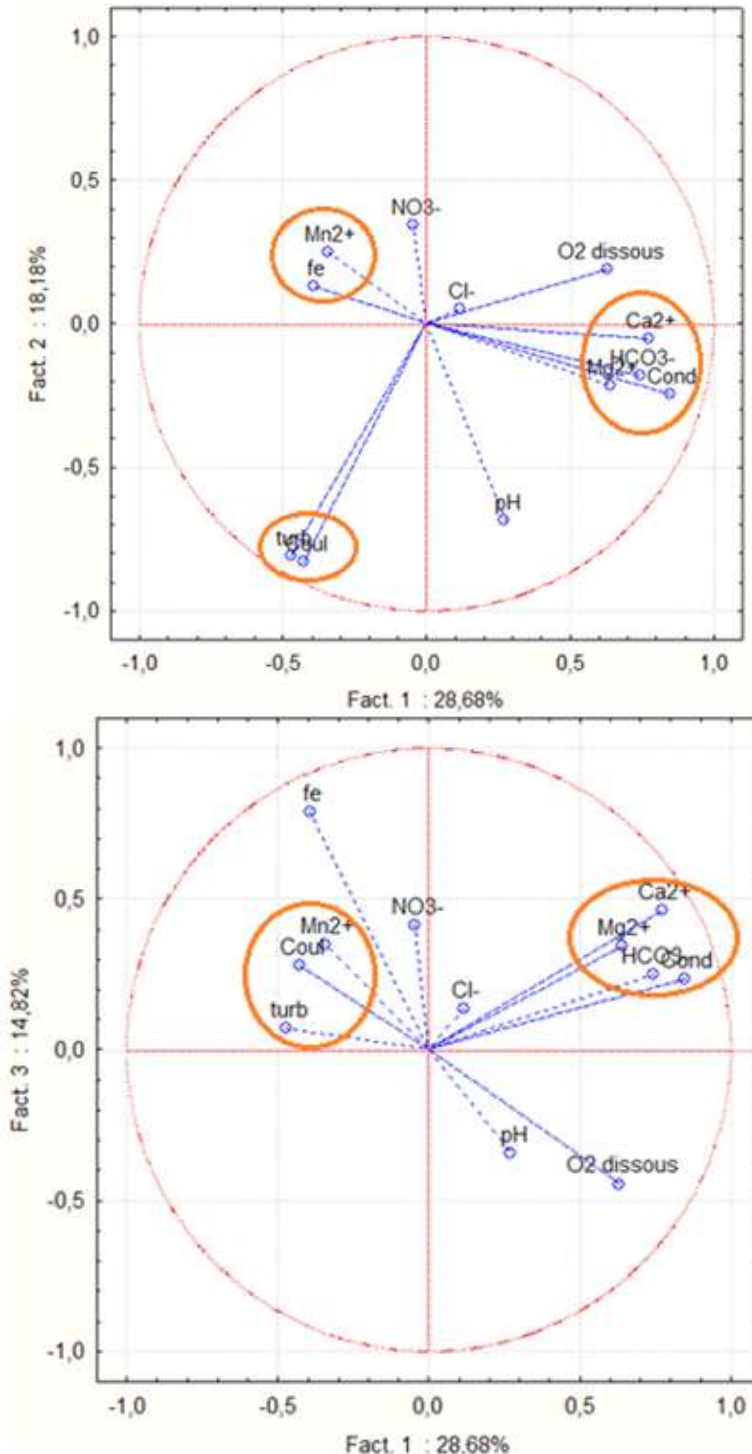 1,0
0,5
NO3-
Mn2+
O2 dissous
fe
Cl-
Ca2+
0,0
HCO3-
Mg2+
Cond
-0,5
pH
turb
Coul
-1,0
-1,0 -0,5 0,0 0,5 1,0
Fact. 2 : 18,18%
Fact. 1 : 28,68%
1,0
fe
0,5
Ca2+
NO3-
Mn2+
Mg2+
Coul
HCO3-
Cond
Cl-
turb
0,0
pH
O2 dissous
-0,5
-1,0
-1,0 -0,5 0,0 0,5 1,0
Fact. 3 : 14,82%
Fact. 1 : 28,68%